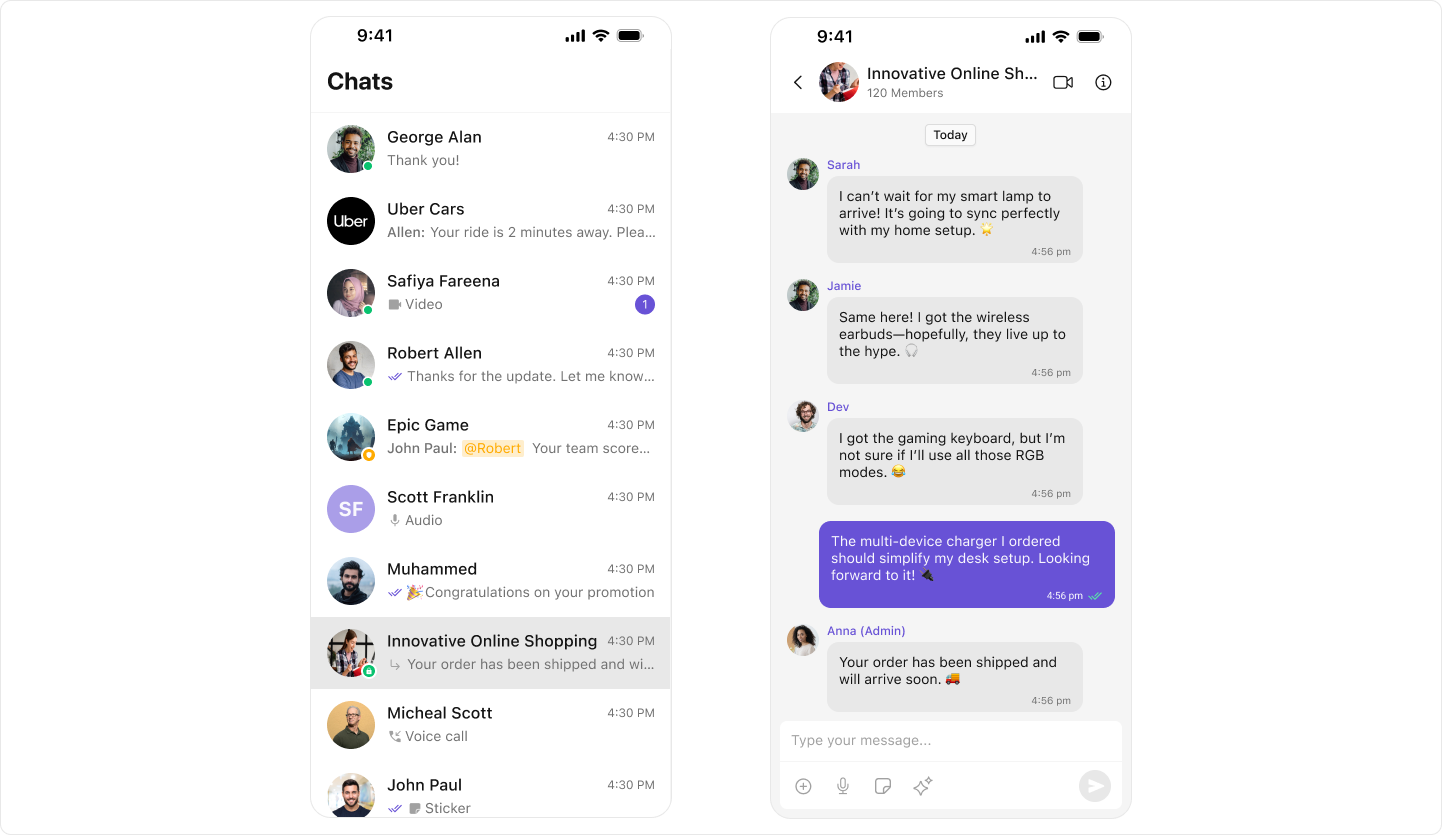 9:41
Chats
George Alan 4:30 PM
Thank you!
Uber
Uber Cars 4:30 PM
Allen: Your ride is 2 minutes away. Plea...
Safiya Fareena 4:30 PM
Video 1
Robert Allen 4:30 PM
Thanks for the update. Let me know...
Epic Game 4:30 PM
John Paul: @Robert Your team score...
SF
Scott Franklin 4:30 PM
Audio
Muhammed 4:30 PM
🎉Congratulations on your promotion
Innovative Online Shopping 4:30 PM
Your order has been shipped and wi...
Micheal Scott 4:30 PM
Voice call
John Paul 4:30 PM
Sticker
9:41
Innovative Online Sh...
120 Members
Today
Sarah
I can’t wait for my smart lamp to
arrive! It’s going to sync perfectly
with my home setup. 🌟
4:56 pm
Jamie
Same here! I got the wireless
earbuds—hopefully, they live up to
the hype. 🎧
4:56 pm
Dev
I got the gaming keyboard, but I’m
not sure if I’ll use all those RGB
modes. 😂
4:56 pm
The multi-device charger I ordered
should simplify my desk setup. Looking
forward to it! 🔌
4:56 pm
Anna (Admin)
Your order has been shipped and
will arrive soon. 🚚
4:56 pm
Type your message...